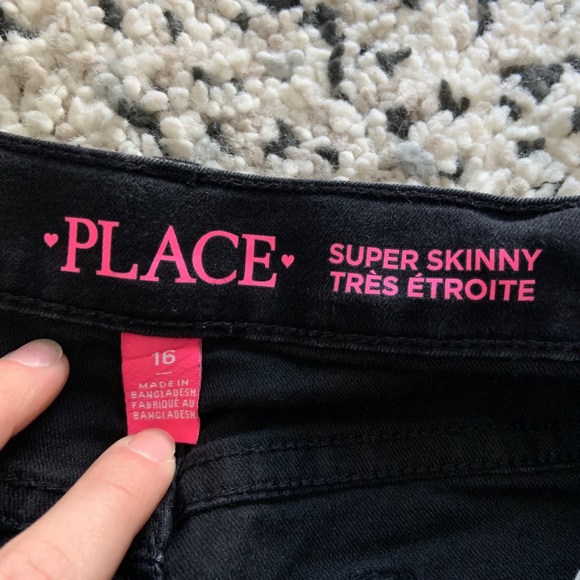 ♥PLACE♥
SUPER SKINNY
TRÈS ÉTROITE
16
MADE IN
BANGLADESH
FABRIQUÉ AU
BANGLADESH